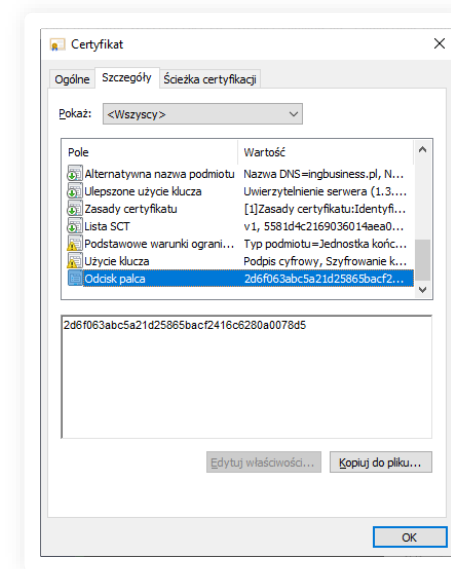 Certyfikat
Ogólne Szczegóły Ścieżka certyfikacji
Pokaż: <Wszyscy>
Pole Wartość
Alternatywna nazwa podmiotu Nazwa DNS=ingbusiness.pl, N...
Ulepszone użycie klucza Uwierzytelnienie serwera (1.3....
Zasady certyfikatu [1]Zasady certyfikatu:Identyfi...
Lista SCT v1, 5581d4c2169036014aea0...
Podstawowe warunki ograni... Typ podmiotu=Jednostka końc...
Użycie klucza Podpis cyfrowy, Szyfrowanie k...
Odcisk palca 2d6f063abc5a21d25865bacf2...
2d6f063abc5a21d25865bacf2416c6280a0078d5
Edytuj właściwości... Kopiuj do pliku...
OK